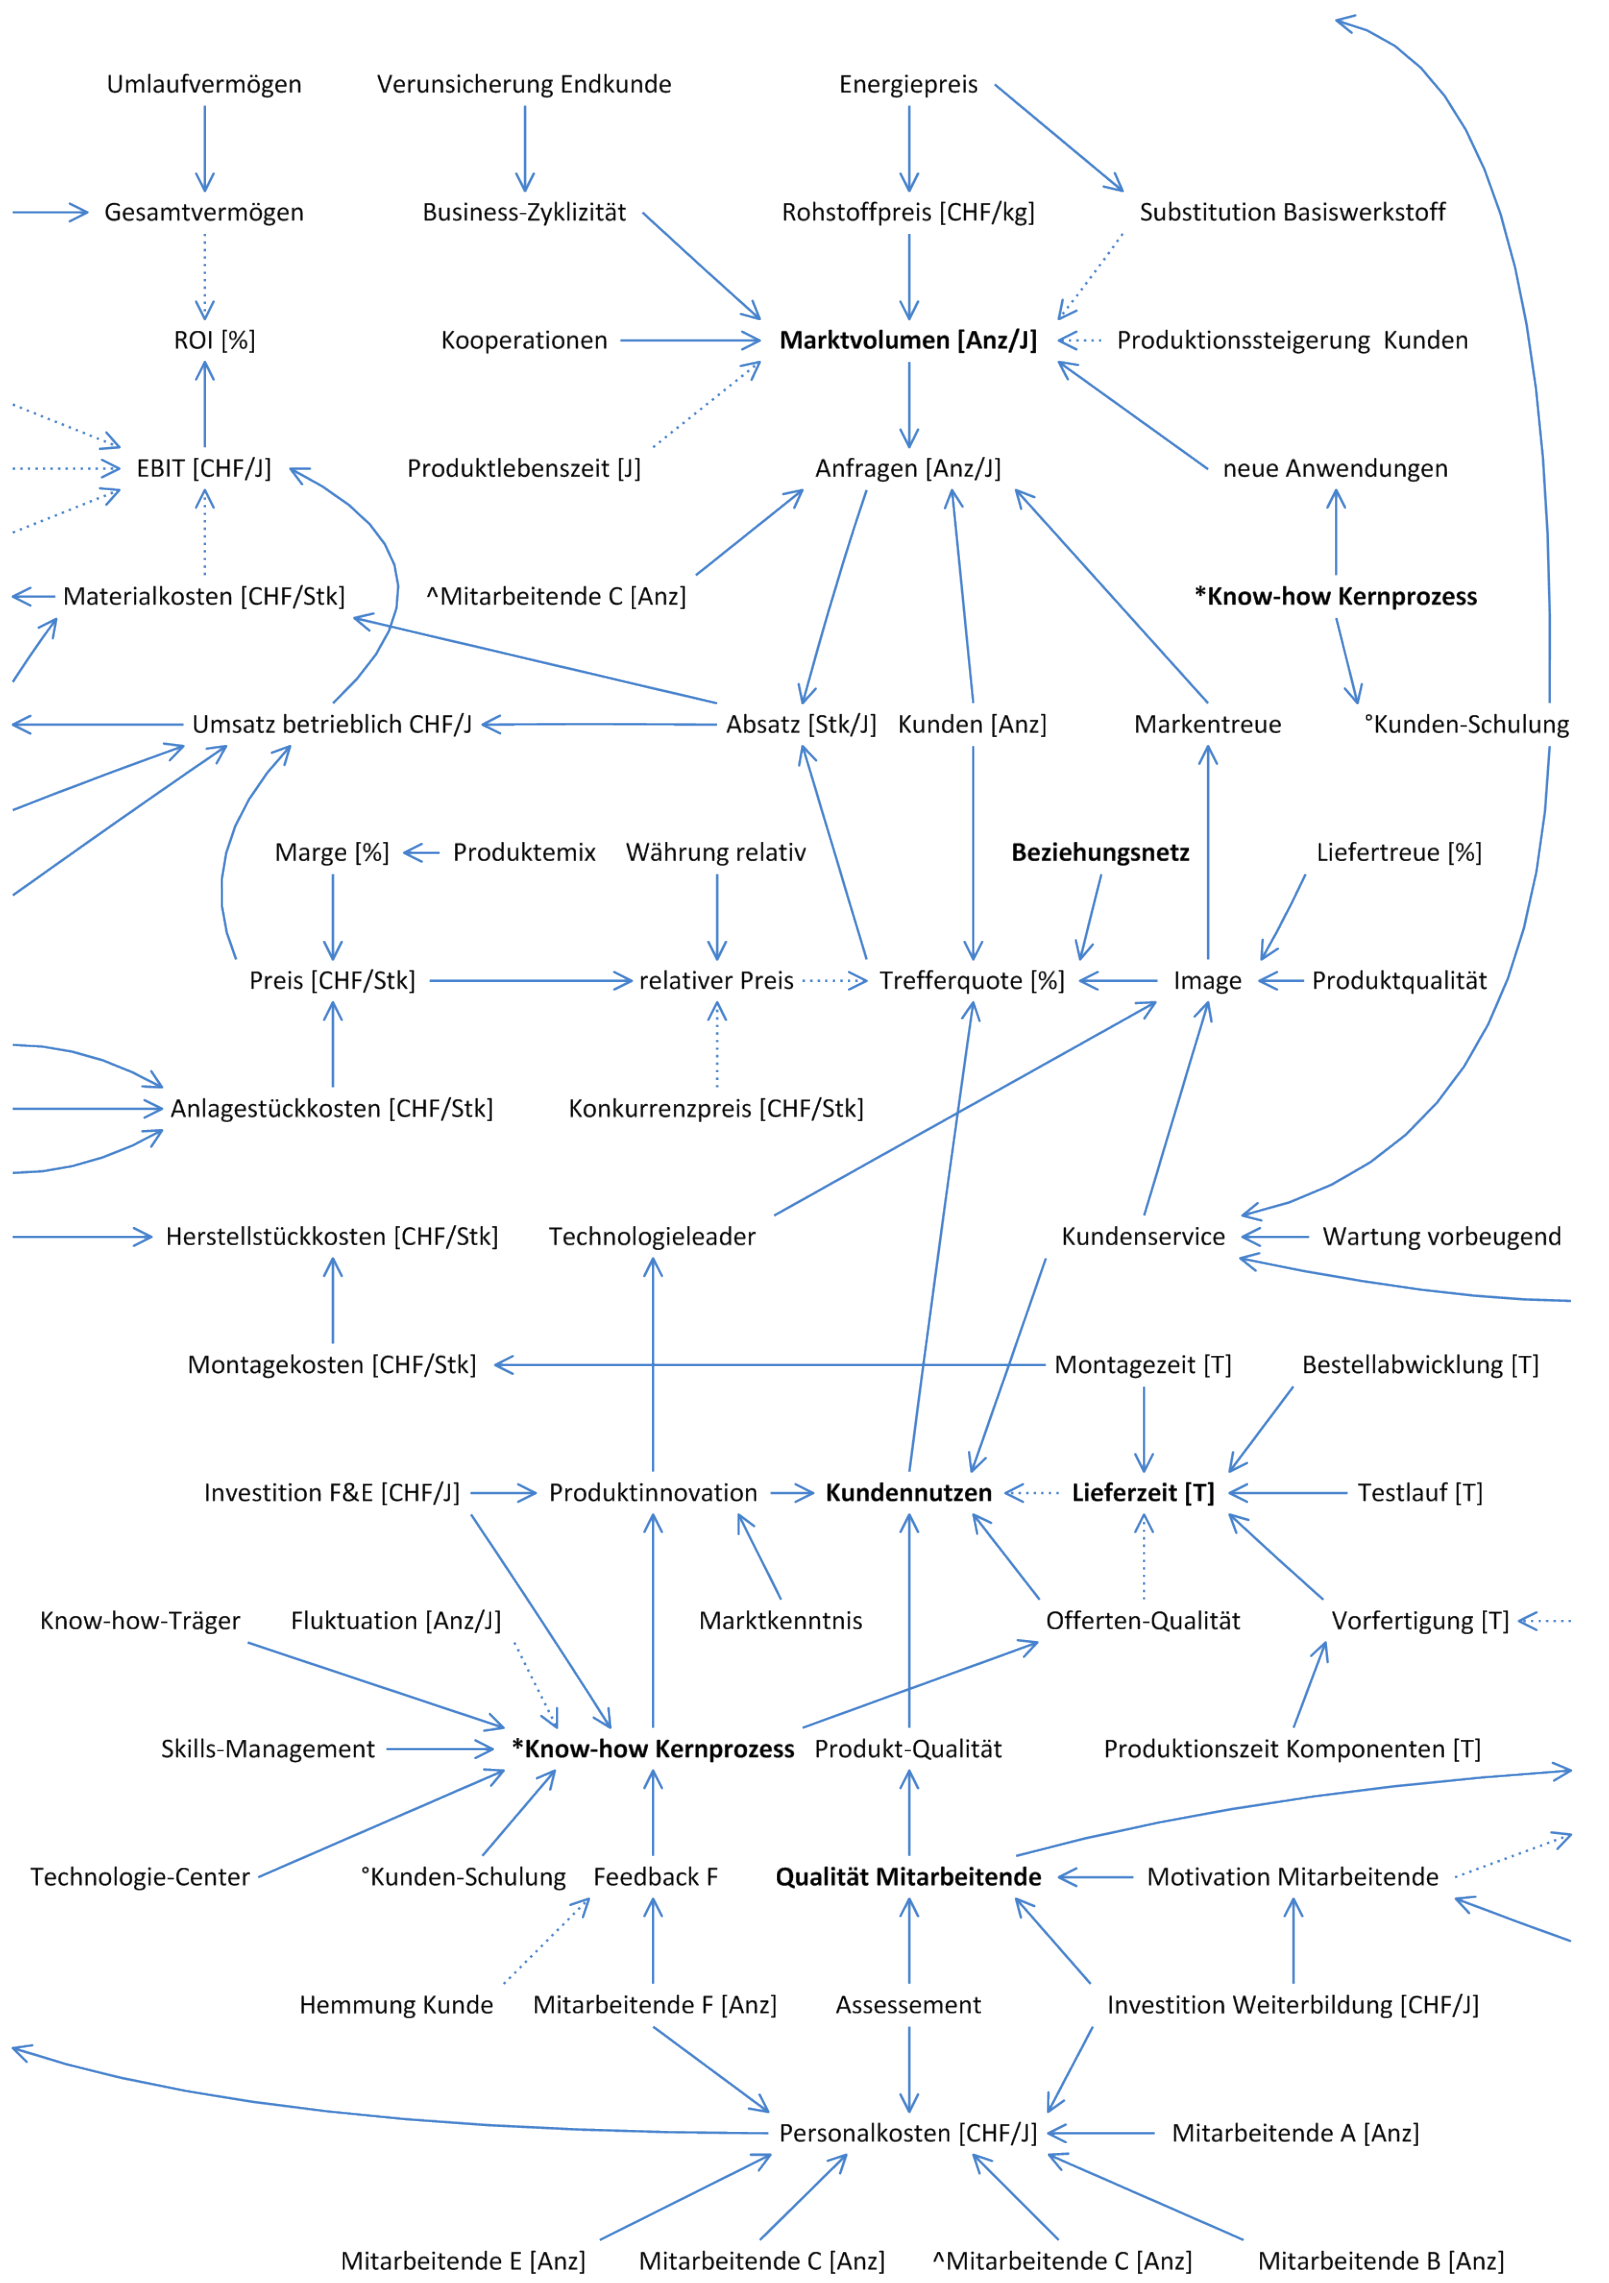 Umlaufvermögen
Verunsicherung Endkunde
Energiepreis
Gesamtvermögen
Business-Zyklizität
Rohstoffpreis [CHF/kg]
Substitution Basiswerkstoff
ROI [%]
Kooperationen
Marktvolumen [Anz/J]
Produktionssteigerung Kunden
EBIT [CHF/J]
Produktlebenszeit [J]
Anfragen [Anz/J]
neue Anwendungen
Materialkosten [CHF/Stk]
^Mitarbeitende C [Anz]
*Know-how Kernprozess
Umsatz betrieblich CHF/J
Absatz [Stk/J]
Kunden [Anz]
Markentreue
°Kunden-Schulung
Marge [%]
Produktemix
Währung relativ
Beziehungsnetz
Liefertreue [%]
Preis [CHF/Stk]
relativer Preis
Trefferquote [%]
Image
Produktqualität
Anlagestückkosten [CHF/Stk]
Konkurrenzpreis [CHF/Stk]
Herstellstückkosten [CHF/Stk]
Technologieleader
Kundenservice
Wartung vorbeugend
Montagekosten [CHF/Stk]
Montagezeit [T]
Bestellabwicklung [T]
Investition F&E [CHF/J]
Produktinnovation
Kundennutzen
Lieferzeit [T]
Testlauf [T]
Know-how-Träger
Fluktuation [Anz/J]
Marktkenntnis
Offerten-Qualität
Vorfertigung [T]
Skills-Management
*Know-how Kernprozess
Produkt-Qualität
Produktionszeit Komponenten [T]
Technologie-Center
°Kunden-Schulung
Feedback F
Qualität Mitarbeitende
Motivation Mitarbeitende
Hemmung Kunde
Mitarbeitende F [Anz]
Assessement
Investition Weiterbildung [CHF/J]
Personalkosten [CHF/J]
Mitarbeitende A [Anz]
Mitarbeitende E [Anz]
Mitarbeitende C [Anz]
^Mitarbeitende C [Anz]
Mitarbeitende B [Anz]